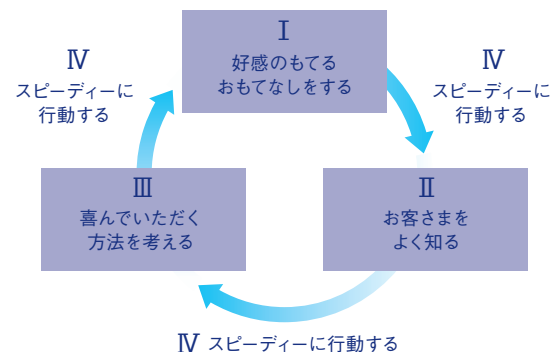 Ⅰ
好感のもてる
おもてなしをする
Ⅳ
スピーディーに
行動する
Ⅳ
スピーディーに
行動する
Ⅲ
喜んでいただく
方法を考える
Ⅱ
お客さまを
よく知る
Ⅳ スピーディーに行動する